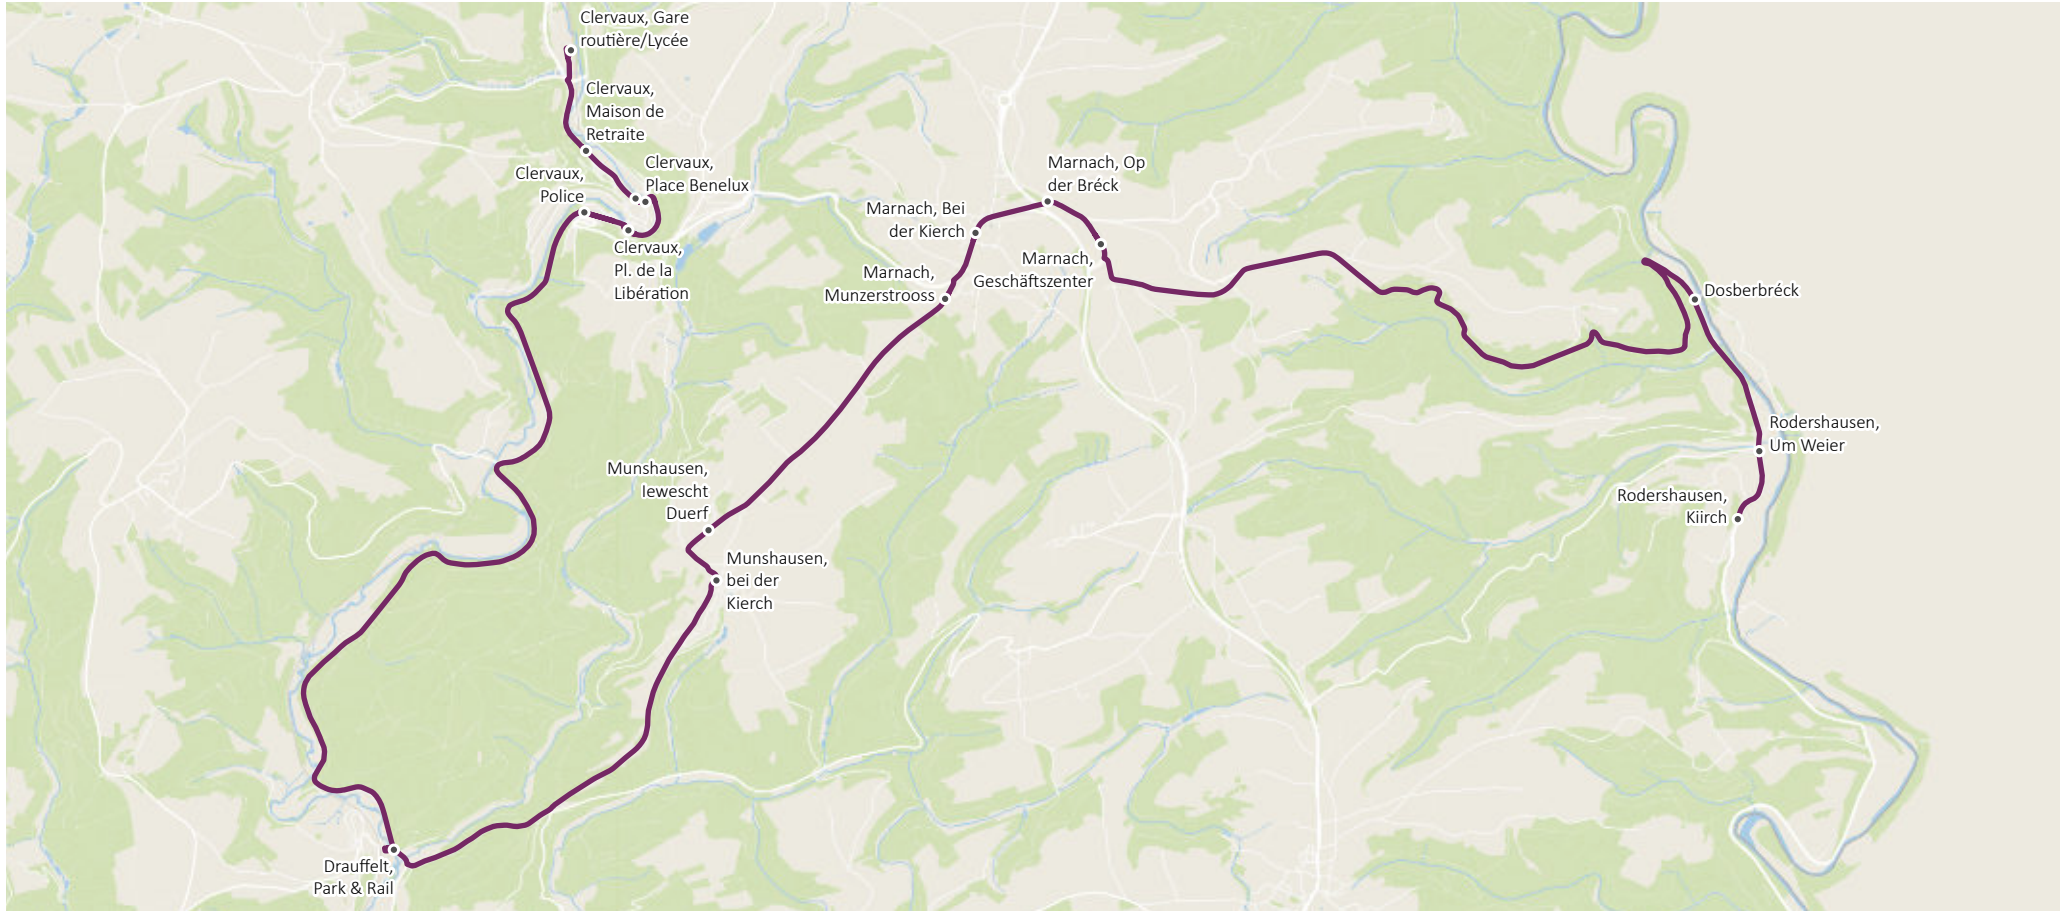 Clervaux, Gare
routière/Lycée
Clervaux,
Maison de
Retraite
Clervaux,
Place Benelux
Clervaux,
Police
Clervaux,
Pl. de la
Libération
Marnach, Op
der Bréck
Marnach, Bei
der Kierch
Marnach,
Geschäftszenter
Marnach,
Munzerstrooss
Dosberbréck
Rodershausen,
Um Weier
Rodershausen,
Kiirch
Munshausen,
Iewescht
Duerf
Munshausen,
bei der
Kierch
Drauffelt,
Park & Rail